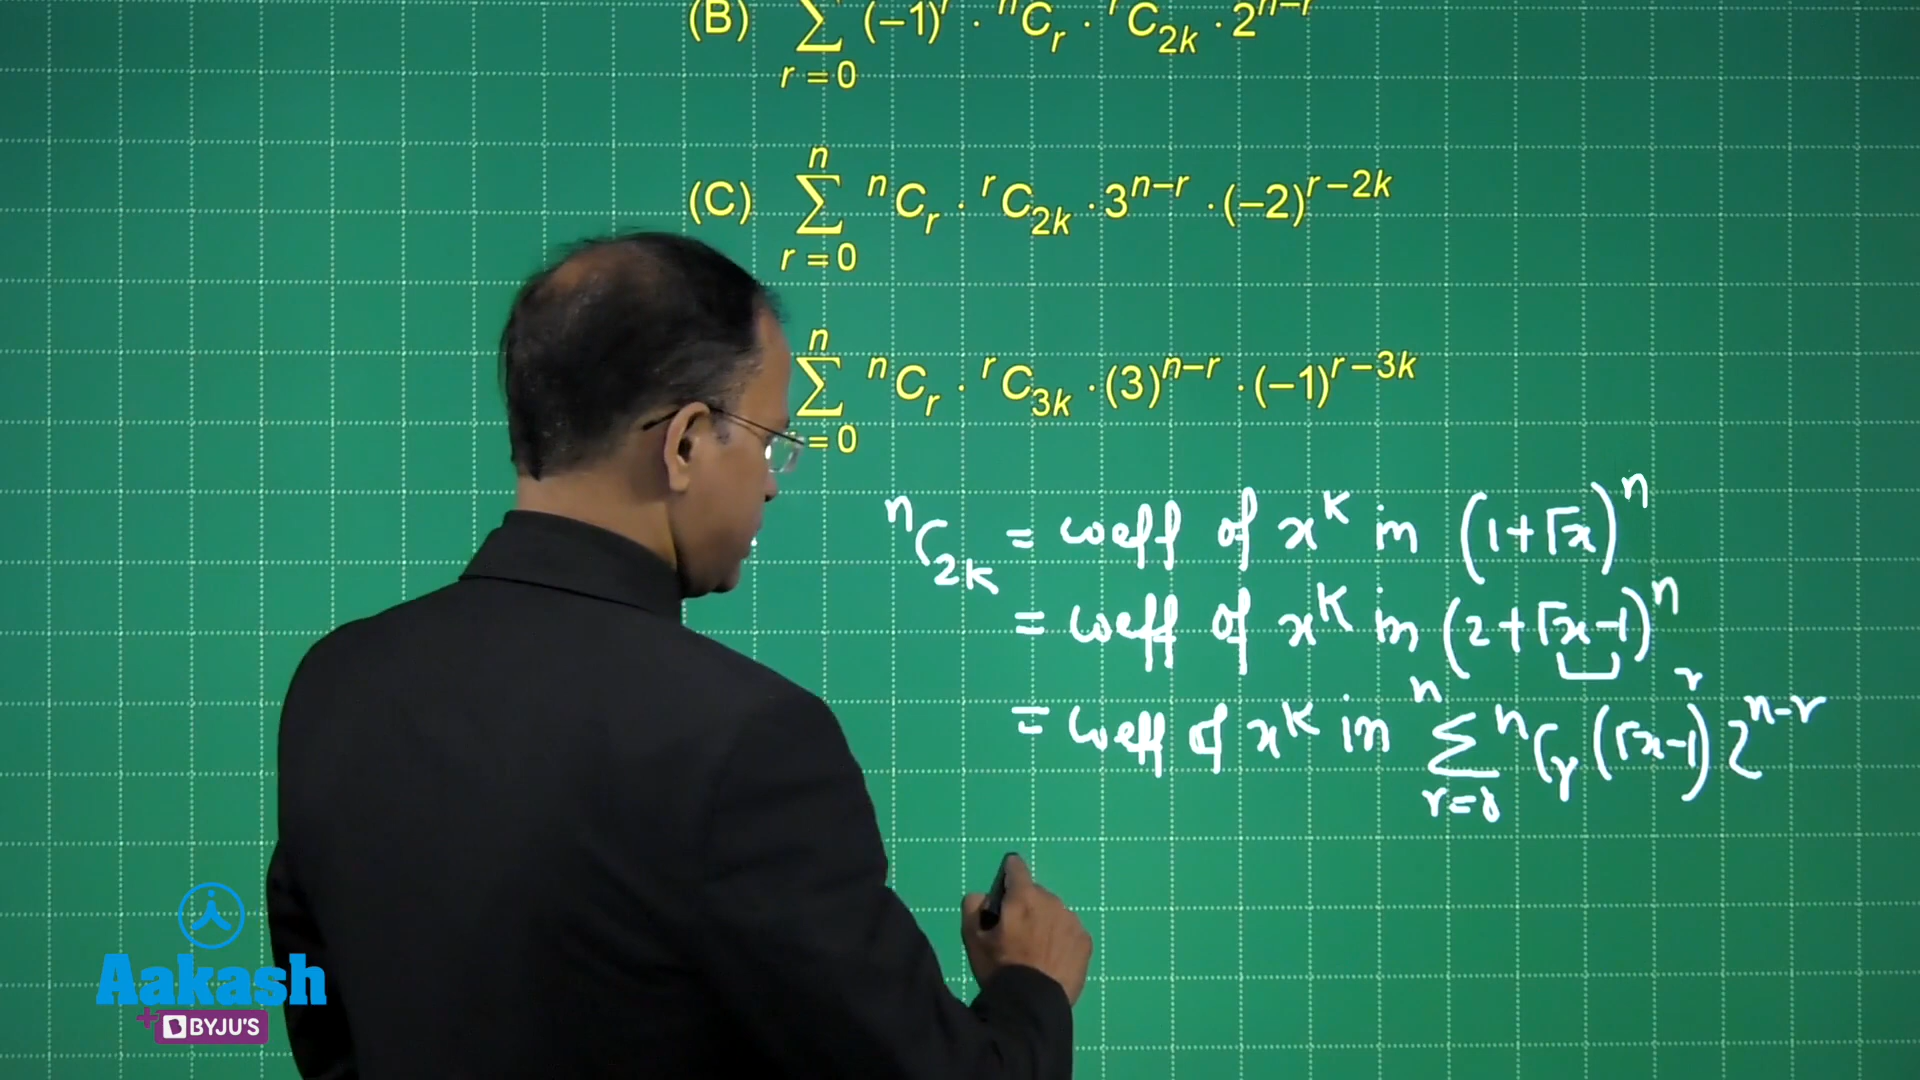 (B) ∑ (−1)^r · ⁿC_r · ^rC_{2k} · 2^{n−r}
r = 0
n
(C) ∑ ⁿC_r · ^rC_{2k} · 3^{n−r} · (−2)^{r−2k}
r = 0
n
∑ ⁿC_r · ^rC_{3k} · (3)^{n−r} · (−1)^{r−3k}
= 0
ⁿC_{2k} = coeff of x^k in (1+√x)^n
= coeff of x^k in (2+√x−1)^n
= coeff of x^k in ∑_{r=0}^{n} ⁿC_r (√x−1)^r 2^{n−r}
Aakash
+ BYJU'S